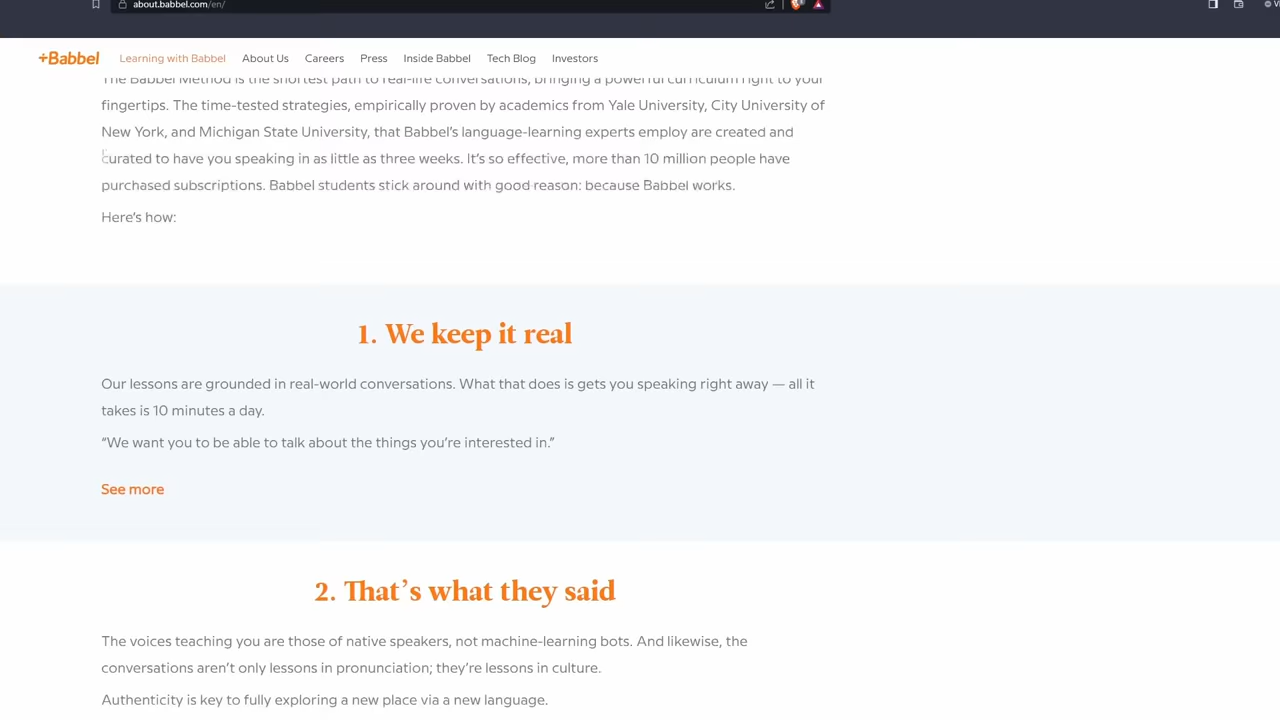 about.babbel.com/en/
+Babbel Learning with Babbel About Us Careers Press Inside Babbel Tech Blog Investors
The Babbel Method is the shortest path to real-life conversations, bringing a powerful curriculum right to your
fingertips. The time-tested strategies, empirically proven by academics from Yale University, City University of
New York, and Michigan State University, that Babbel’s language-learning experts employ are created and
curated to have you speaking in as little as three weeks. It’s so effective, more than 10 million people have
purchased subscriptions. Babbel students stick around with good reason: because Babbel works.
Here’s how:
1. We keep it real
Our lessons are grounded in real-world conversations. What that does is gets you speaking right away — all it
takes is 10 minutes a day.
“We want you to be able to talk about the things you’re interested in.”
See more
2. That’s what they said
The voices teaching you are those of native speakers, not machine-learning bots. And likewise, the
conversations aren’t only lessons in pronunciation; they’re lessons in culture.
Authenticity is key to fully exploring a new place via a new language.